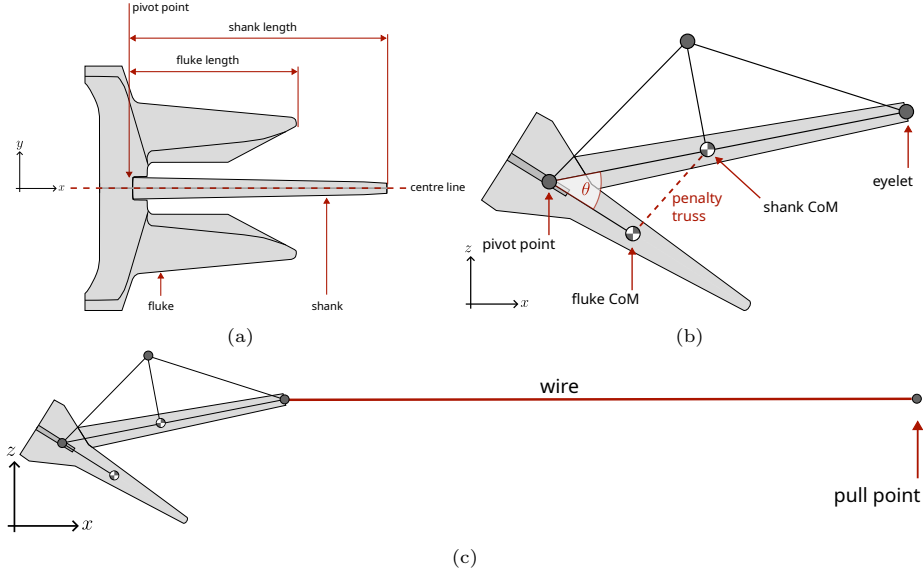 pivot point
shank length
fluke length
y
x
centre line
fluke
shank
(a)
eyelet
θ
penalty
truss
shank CoM
pivot point
fluke CoM
z
x
(b)
wire
pull point
z
x
(c)